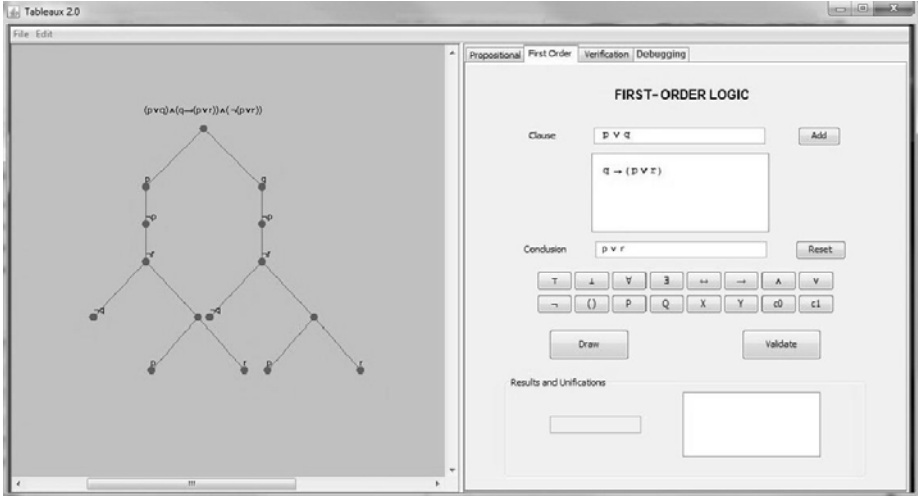 Tableaux 2.0
File Edit
(p∨q)∧(q→(p∨r))∧(¬(p∨r))
p q
¬p ¬p
¬r ¬r
¬q ¬q
p r p r
Propositional First Order Verification Debugging
FIRST-ORDER LOGIC
Clause p ∨ q Add
q → (p ∨ r)
Conclusion p ∨ r Reset
⊤ ⊥ ∀ ∃ ↔ → ∧ ∨
¬ () P Q X Y c0 c1
Draw Validate
Results and Unifications